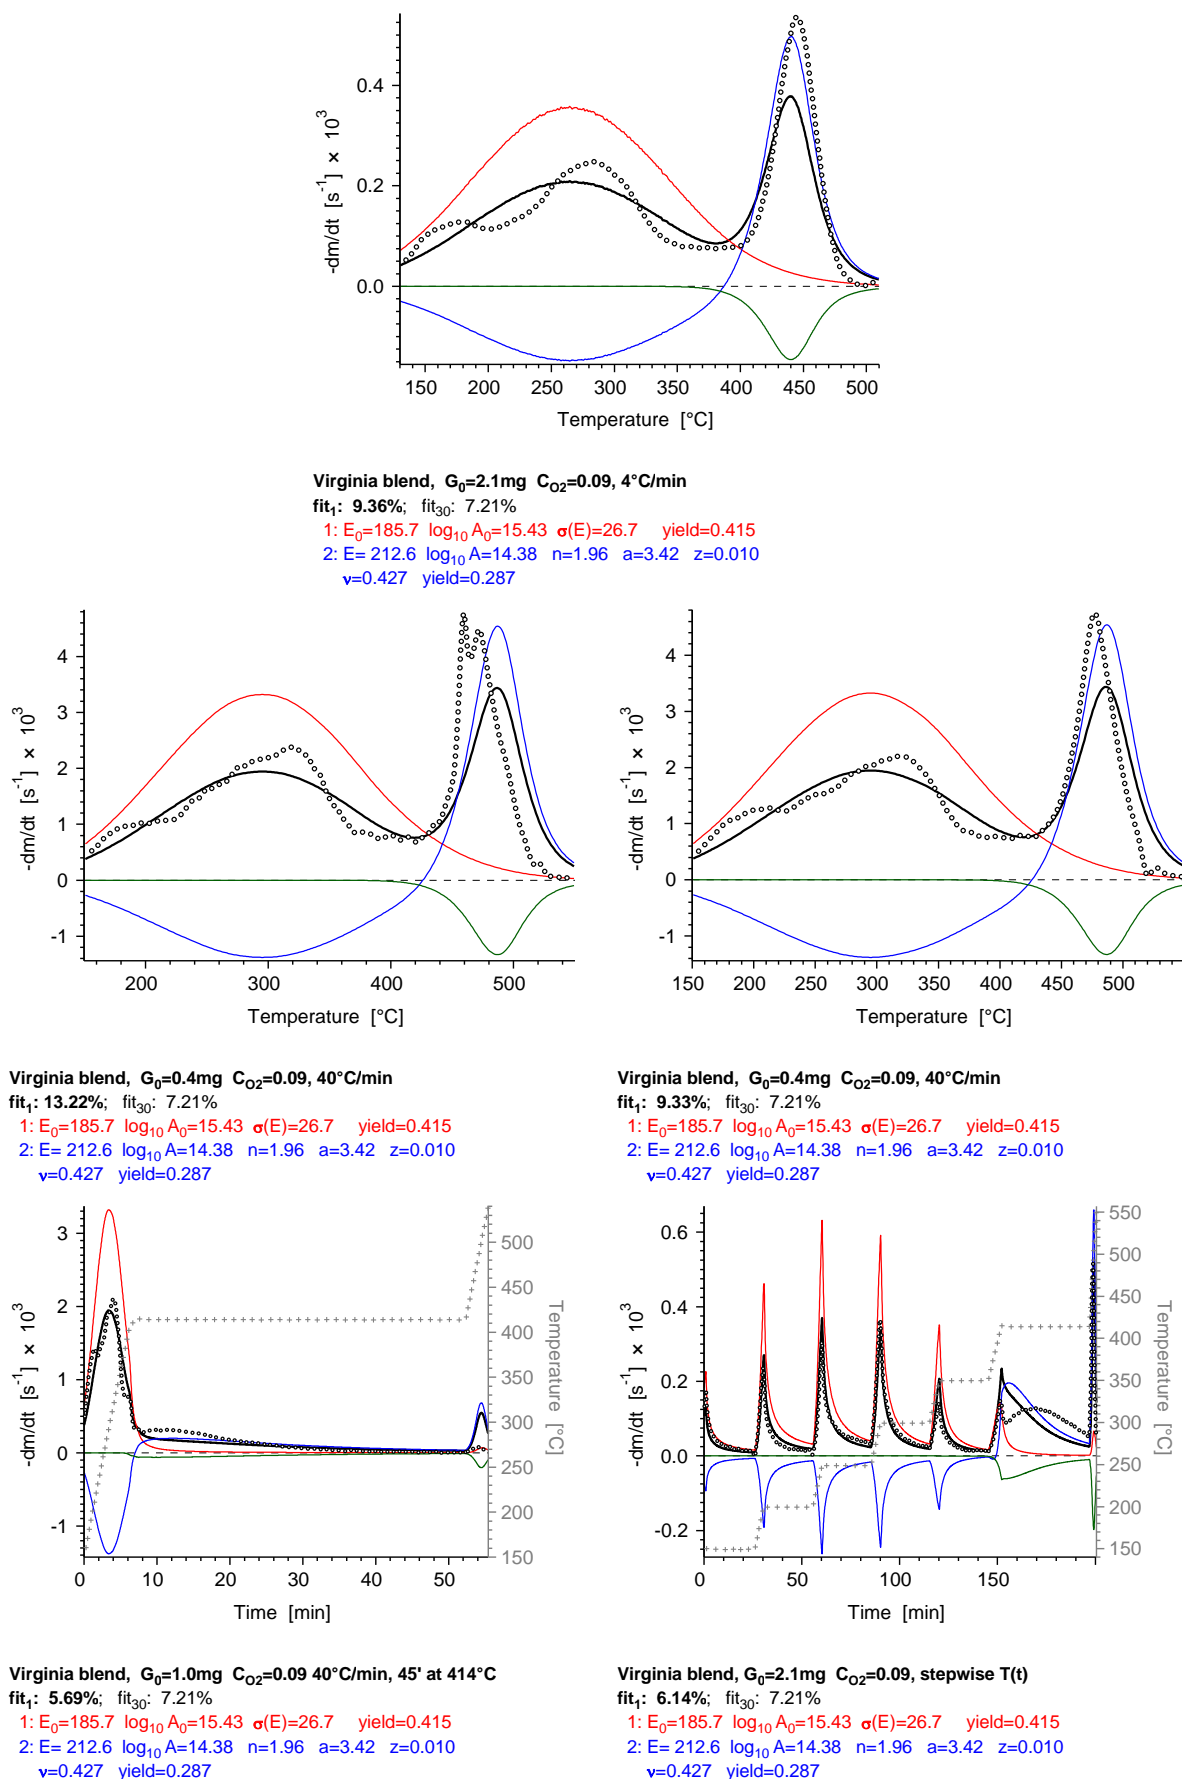 0.4
0.2
0.0
-dm/dt [s⁻¹] × 10³
150 200 250 300 350 400 450 500
Temperature [°C]
Virginia blend, G₀=2.1mg C_O2=0.09, 4°C/min
fit₁: 9.36%; fit₃₀: 7.21%
1: E₀=185.7 log₁₀ A₀=15.43 σ(E)=26.7 yield=0.415
2: E= 212.6 log₁₀ A=14.38 n=1.96 a=3.42 z=0.010
ν=0.427 yield=0.287
4
3
2
1
0
-1
-dm/dt [s⁻¹] × 10³
200 300 400 500
Temperature [°C]
Virginia blend, G₀=0.4mg C_O2=0.09, 40°C/min
fit₁: 13.22%; fit₃₀: 7.21%
1: E₀=185.7 log₁₀ A₀=15.43 σ(E)=26.7 yield=0.415
2: E= 212.6 log₁₀ A=14.38 n=1.96 a=3.42 z=0.010
ν=0.427 yield=0.287
4
3
2
1
0
-1
-dm/dt [s⁻¹] × 10³
150 200 250 300 350 400 450 500
Temperature [°C]
Virginia blend, G₀=0.4mg C_O2=0.09, 40°C/min
fit₁: 9.33%; fit₃₀: 7.21%
1: E₀=185.7 log₁₀ A₀=15.43 σ(E)=26.7 yield=0.415
2: E= 212.6 log₁₀ A=14.38 n=1.96 a=3.42 z=0.010
ν=0.427 yield=0.287
3
2
1
0
-1
-dm/dt [s⁻¹] × 10³
500
450
400
350
300
250
200
150
Temperature [°C]
0 10 20 30 40 50
Time [min]
Virginia blend, G₀=1.0mg C_O2=0.09 40°C/min, 45' at 414°C
fit₁: 5.69%; fit₃₀: 7.21%
1: E₀=185.7 log₁₀ A₀=15.43 σ(E)=26.7 yield=0.415
2: E= 212.6 log₁₀ A=14.38 n=1.96 a=3.42 z=0.010
ν=0.427 yield=0.287
0.6
0.4
0.2
0.0
-0.2
-dm/dt [s⁻¹] × 10³
550
500
450
400
350
300
250
200
150
Temperature [°C]
0 50 100 150
Time [min]
Virginia blend, G₀=2.1mg C_O2=0.09, stepwise T(t)
fit₁: 6.14%; fit₃₀: 7.21%
1: E₀=185.7 log₁₀ A₀=15.43 σ(E)=26.7 yield=0.415
2: E= 212.6 log₁₀ A=14.38 n=1.96 a=3.42 z=0.010
ν=0.427 yield=0.287